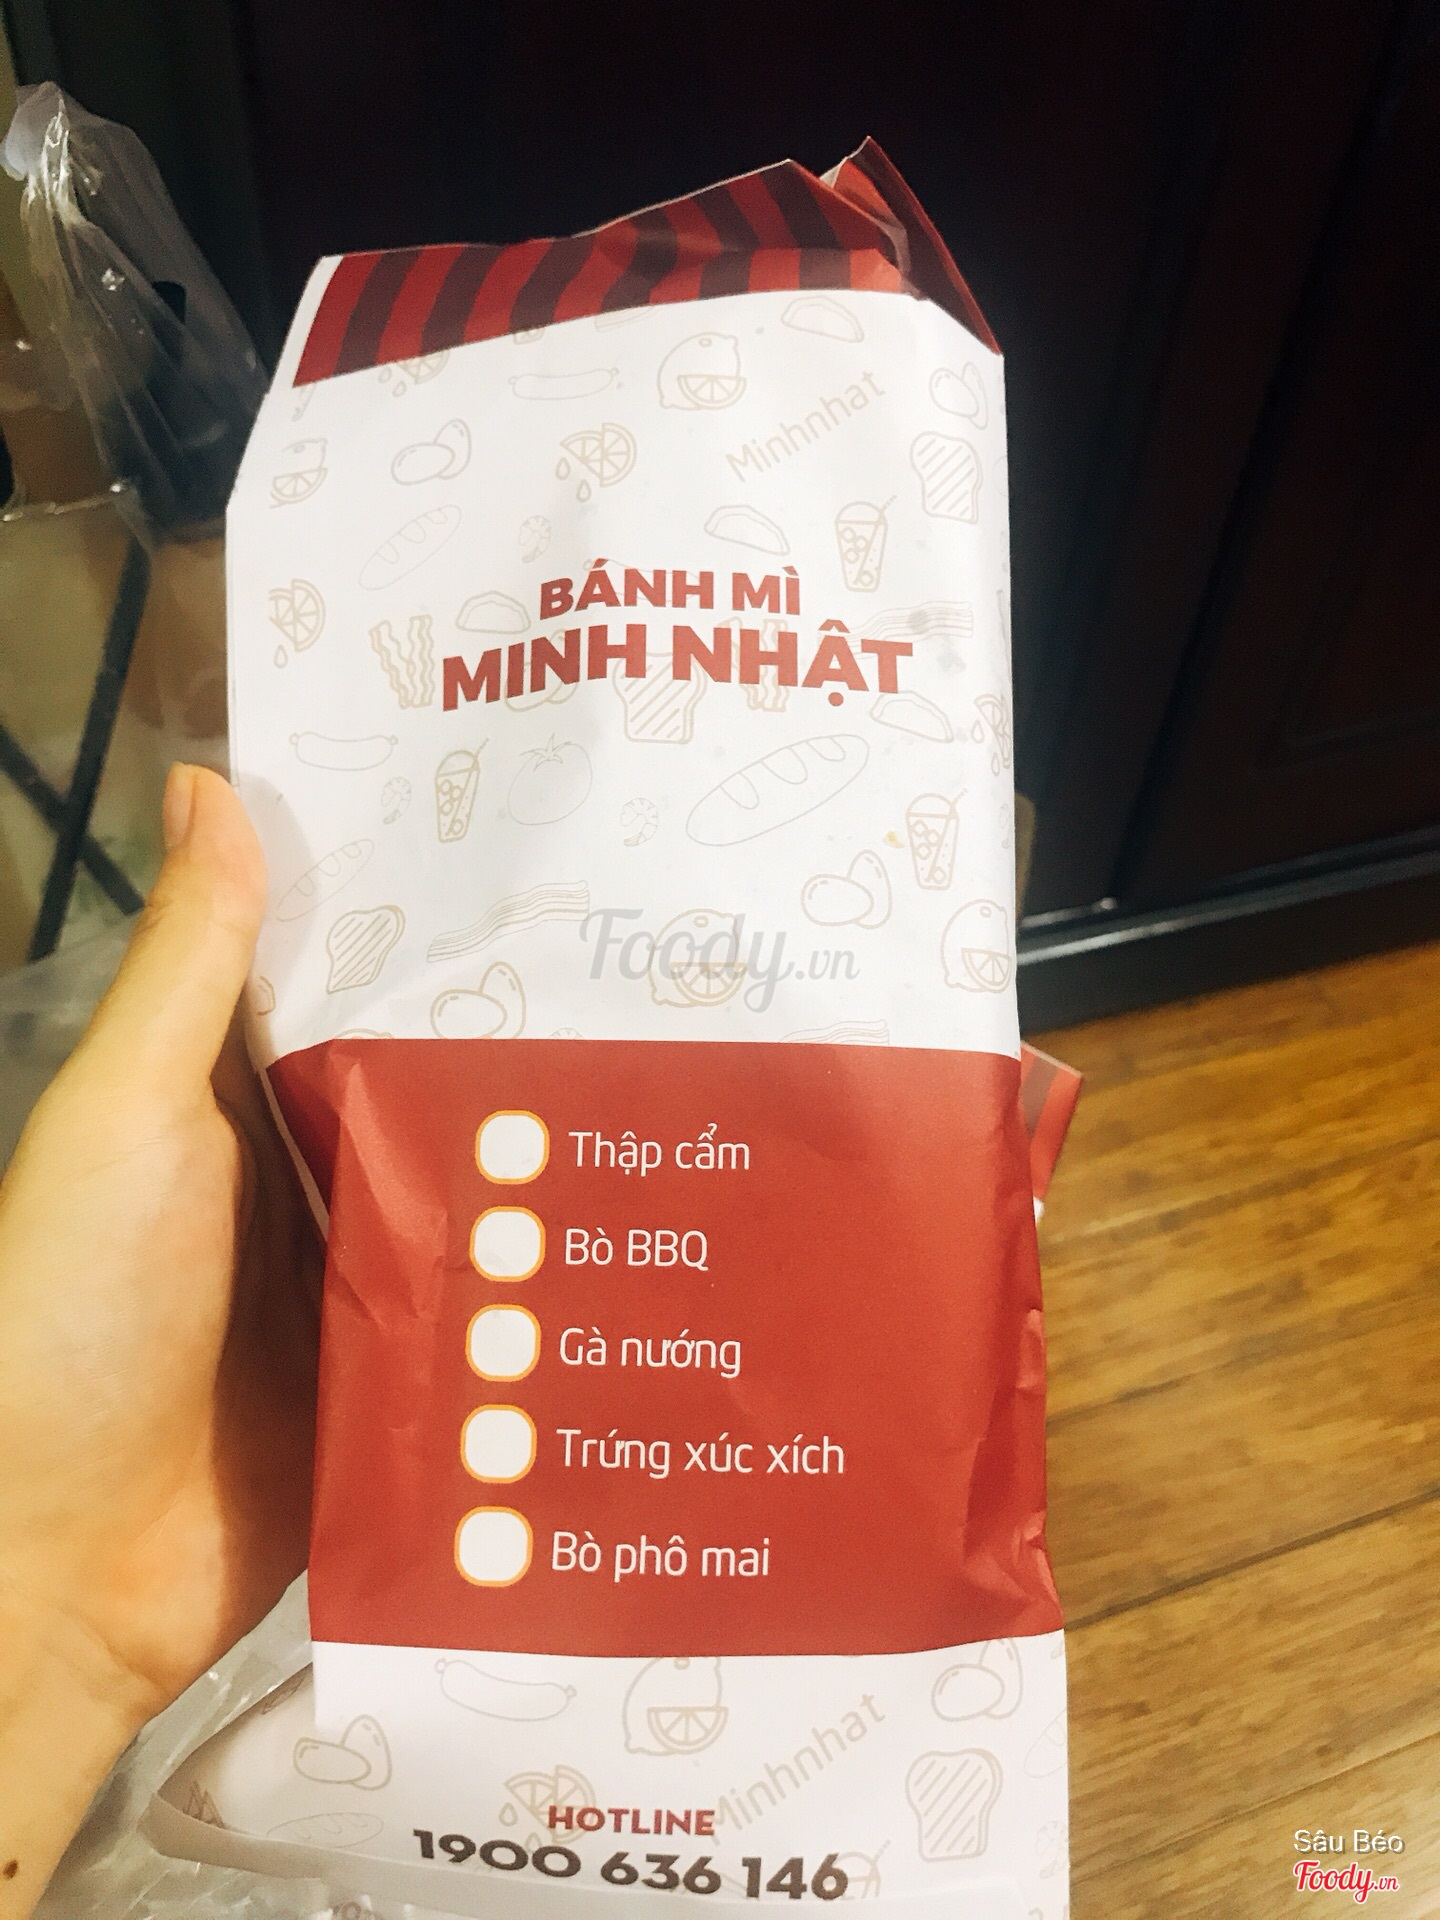 Minhnhat
BÁNH MÌ
MINH NHẬT
Foody.vn
Thập cẩm
Bò BBQ
Gà nướng
Trứng xúc xích
Bò phô mai
Minhnhat
HOTLINE
1900 636 146
Sâu Béo
Foody.vn